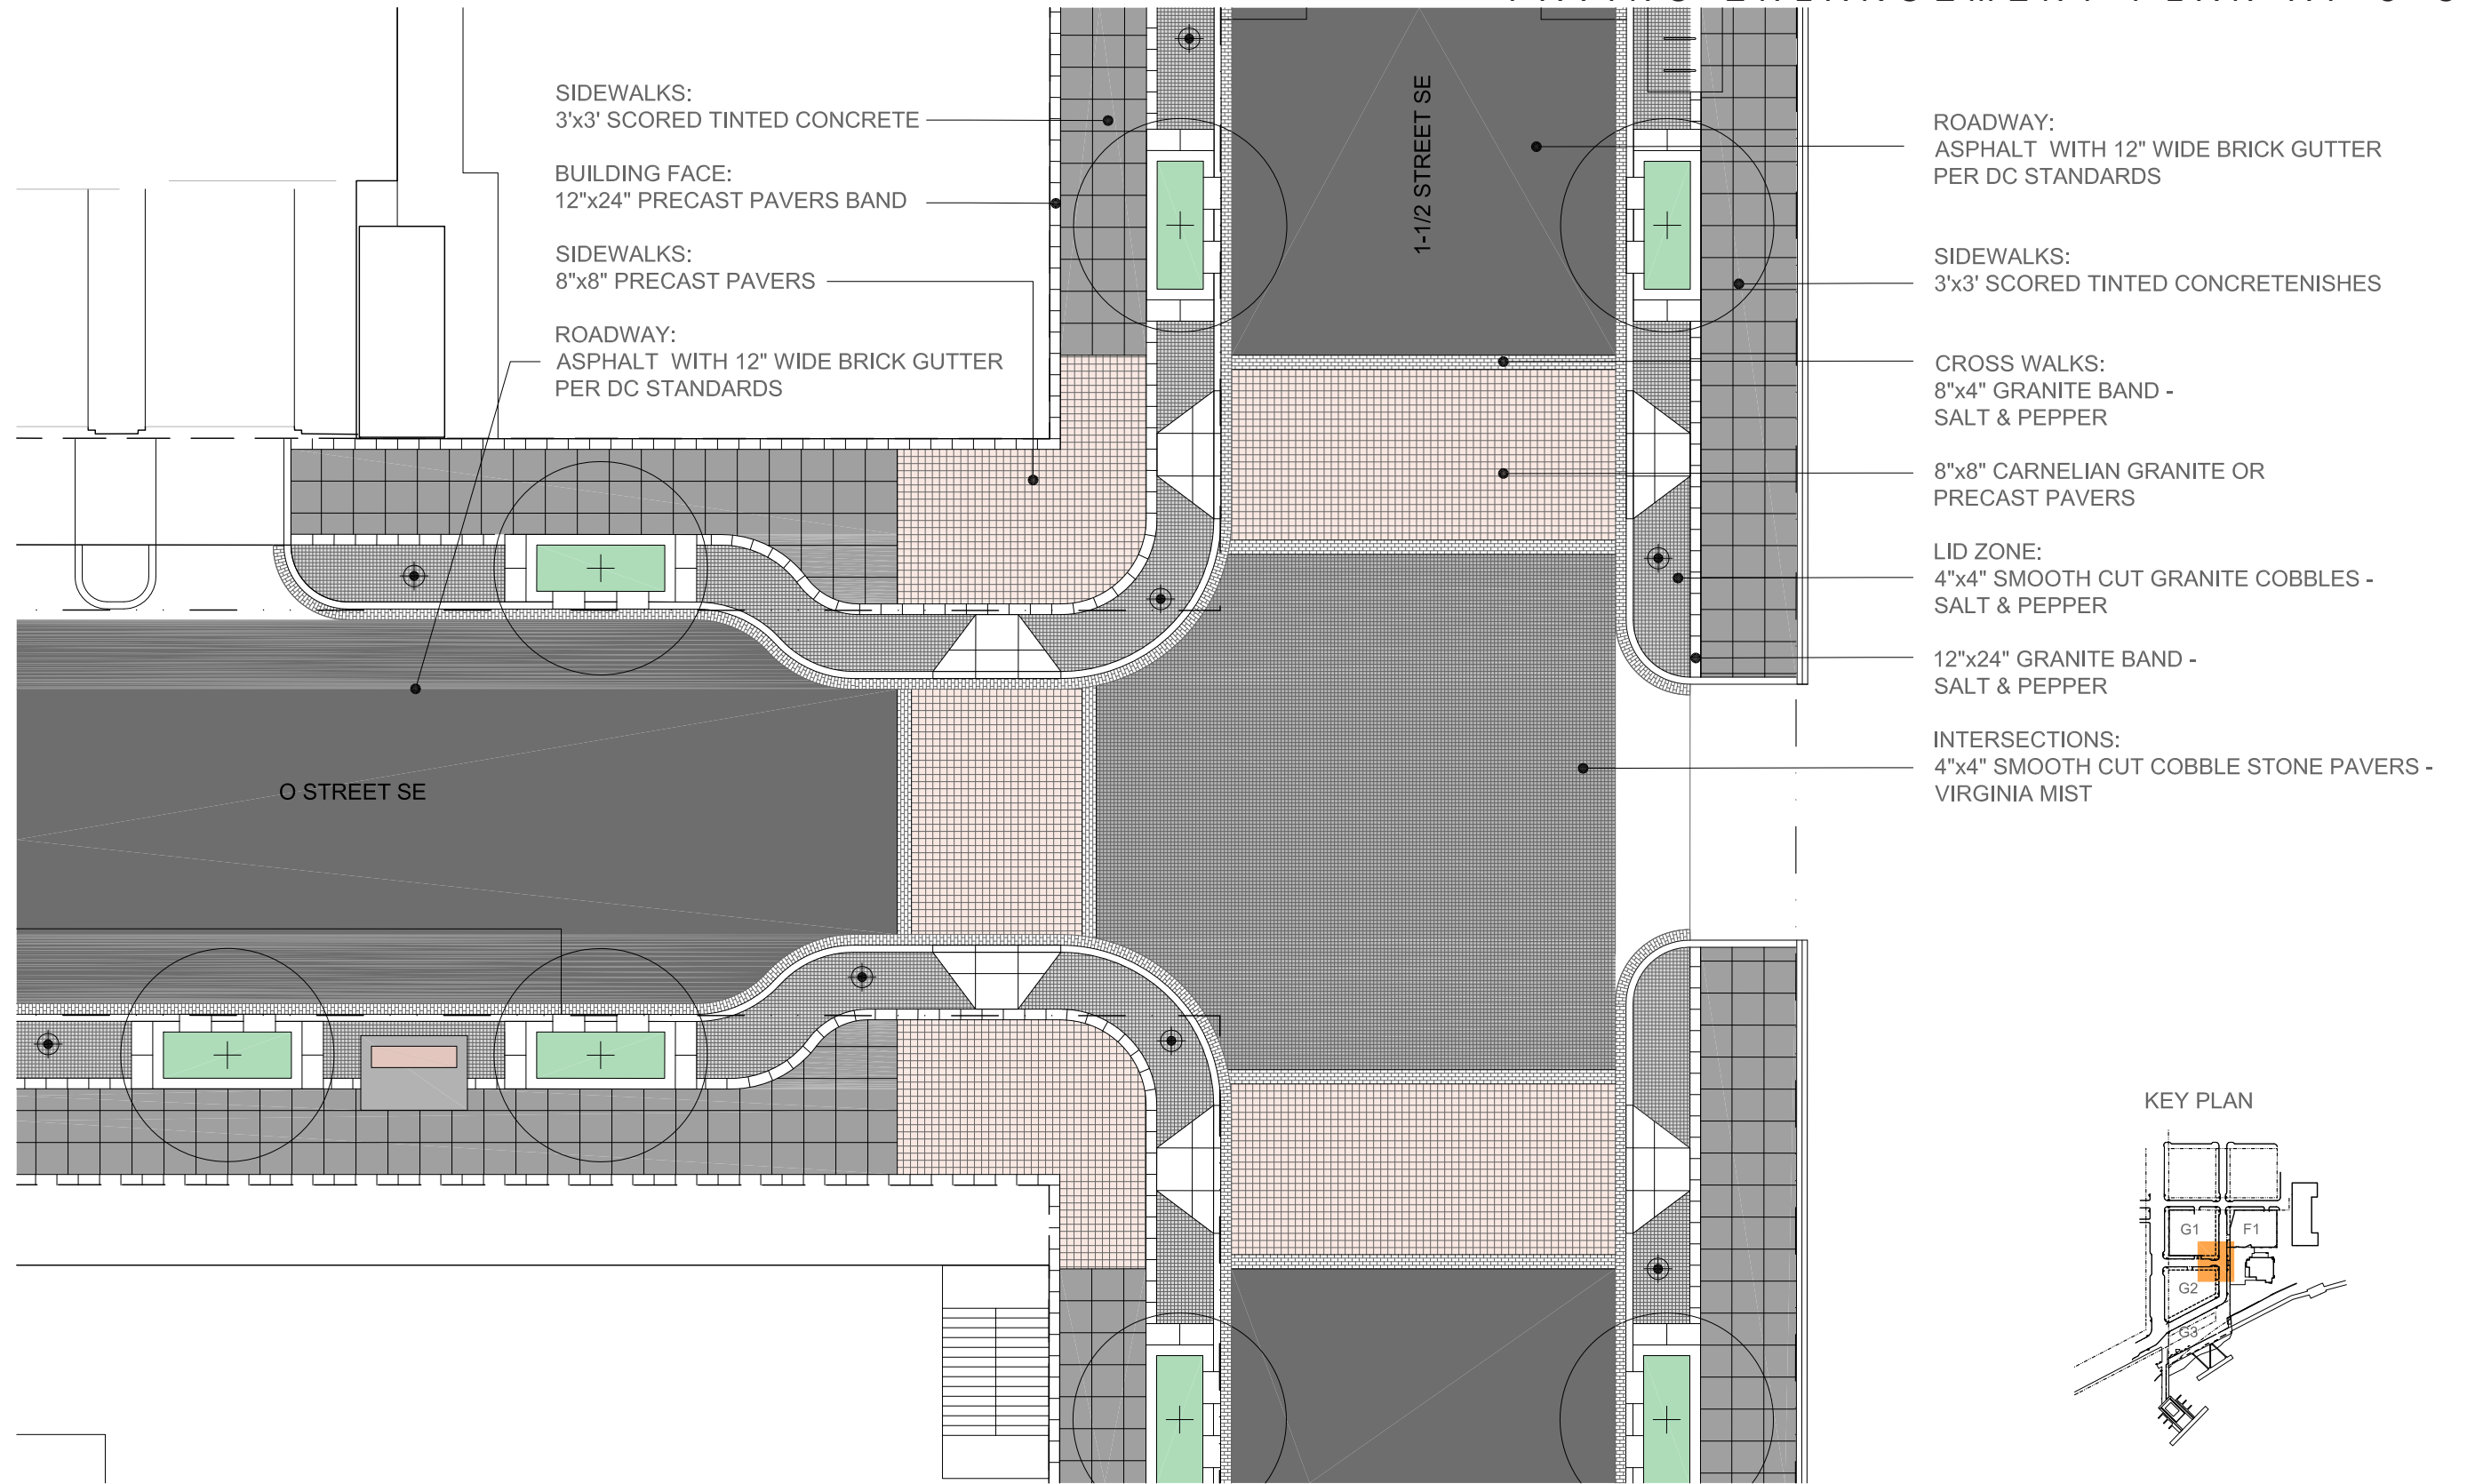 SIDEWALKS:
3'x3' SCORED TINTED CONCRETE
BUILDING FACE:
12"x24" PRECAST PAVERS BAND
SIDEWALKS:
8"x8" PRECAST PAVERS
ROADWAY:
ASPHALT WITH 12" WIDE BRICK GUTTER
PER DC STANDARDS
1-1/2 STREET SE
O STREET SE
ROADWAY:
ASPHALT WITH 12" WIDE BRICK GUTTER
PER DC STANDARDS
SIDEWALKS:
3'x3' SCORED TINTED CONCRETENISHES
CROSS WALKS:
8"x4" GRANITE BAND -
SALT & PEPPER
8"x8" CARNELIAN GRANITE OR
PRECAST PAVERS
LID ZONE:
4"x4" SMOOTH CUT GRANITE COBBLES -
SALT & PEPPER
12"x24" GRANITE BAND -
SALT & PEPPER
INTERSECTIONS:
4"x4" SMOOTH CUT COBBLE STONE PAVERS -
VIRGINIA MIST
KEY PLAN
G1
F1
G2
G3